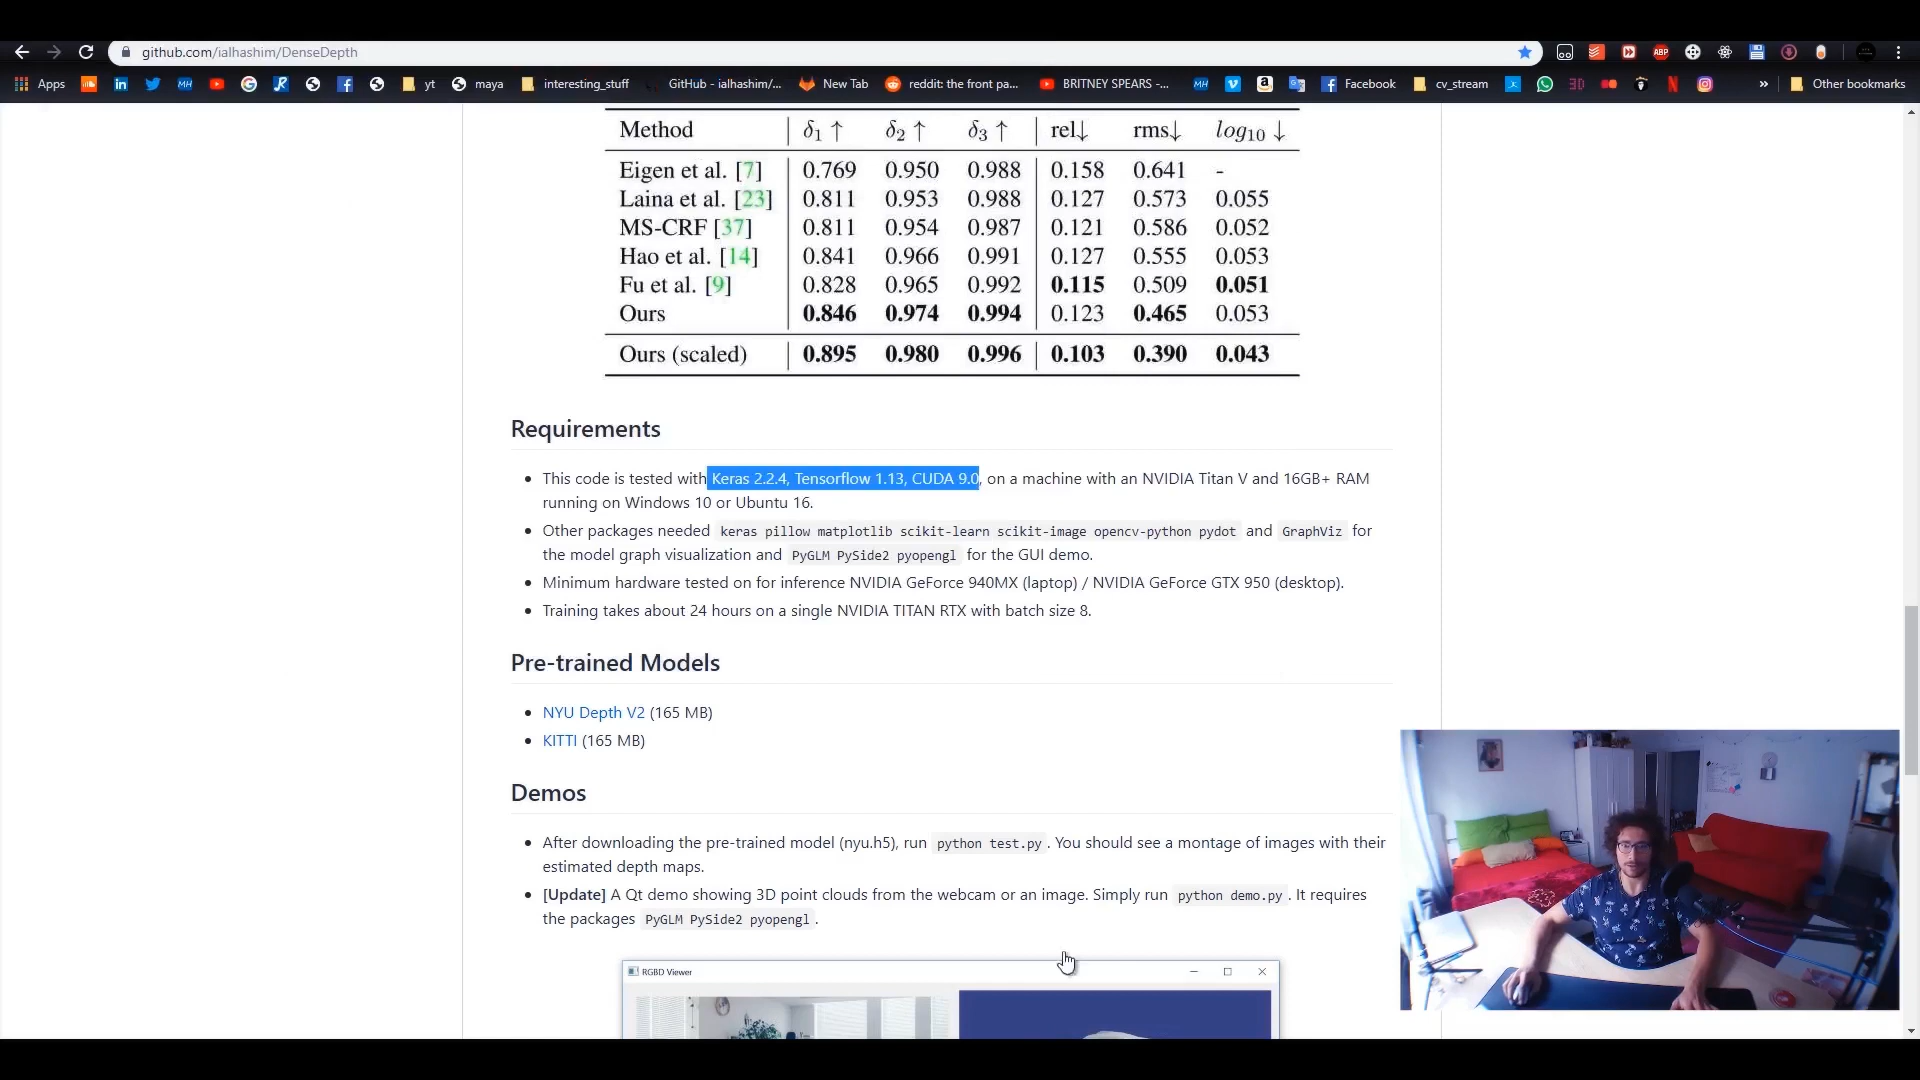 github.com/ialhashim/DenseDepth
Apps yt maya interesting_stuff GitHub - ialhashim/... New Tab reddit: the front pa... BRITNEY SPEARS -... Facebook cv_stream » Other bookmarks
Method δ1 ↑ δ2 ↑ δ3 ↑ rel↓ rms↓ log10 ↓
Eigen et al. [7] 0.769 0.950 0.988 0.158 0.641 -
Laina et al. [23] 0.811 0.953 0.988 0.127 0.573 0.055
MS-CRF [37] 0.811 0.954 0.987 0.121 0.586 0.052
Hao et al. [14] 0.841 0.966 0.991 0.127 0.555 0.053
Fu et al. [9] 0.828 0.965 0.992 0.115 0.509 0.051
Ours 0.846 0.974 0.994 0.123 0.465 0.053
Ours (scaled) 0.895 0.980 0.996 0.103 0.390 0.043
Requirements
• This code is tested with Keras 2.2.4, Tensorflow 1.13, CUDA 9.0, on a machine with an NVIDIA Titan V and 16GB+ RAM
running on Windows 10 or Ubuntu 16.
• Other packages needed keras pillow matplotlib scikit-learn scikit-image opencv-python pydot and GraphViz for
the model graph visualization and PyGLM PySide2 pyopengl for the GUI demo.
• Minimum hardware tested on for inference NVIDIA GeForce 940MX (laptop) / NVIDIA GeForce GTX 950 (desktop).
• Training takes about 24 hours on a single NVIDIA TITAN RTX with batch size 8.
Pre-trained Models
• NYU Depth V2 (165 MB)
• KITTI (165 MB)
Demos
• After downloading the pre-trained model (nyu.h5), run python test.py. You should see a montage of images with their
estimated depth maps.
• [Update] A Qt demo showing 3D point clouds from the webcam or an image. Simply run python demo.py. It requires
the packages PyGLM PySide2 pyopengl.
RGBD Viewer